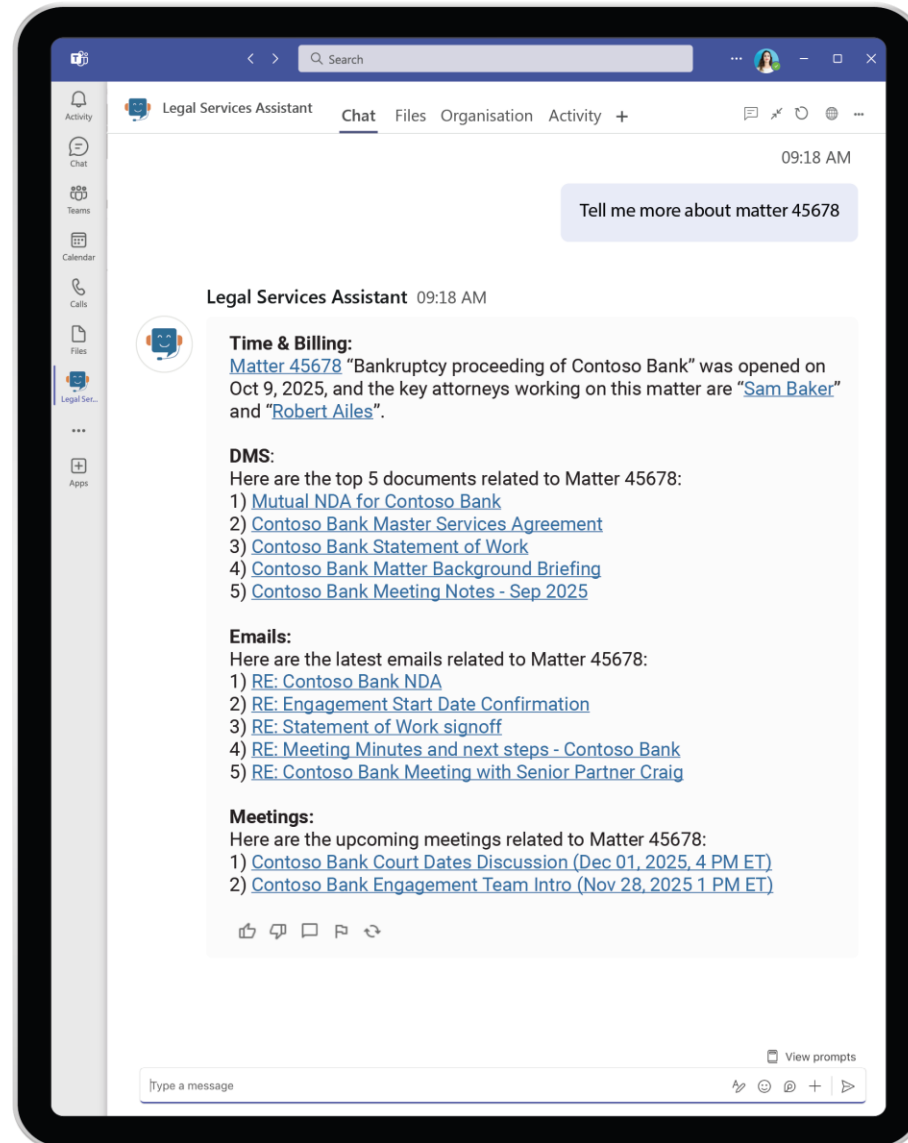 Search
Activity
Chat
Teams
Calendar
Calls
Files
Legal Ser...
Apps
Legal Services Assistant
Chat Files Organisation Activity +
09:18 AM
Tell me more about matter 45678
Legal Services Assistant 09:18 AM
Time & Billing:
Matter 45678 “Bankruptcy proceeding of Contoso Bank” was opened on
Oct 9, 2025, and the key attorneys working on this matter are “Sam Baker”
and “Robert Ailes”.
DMS:
Here are the top 5 documents related to Matter 45678:
1) Mutual NDA for Contoso Bank
2) Contoso Bank Master Services Agreement
3) Contoso Bank Statement of Work
4) Contoso Bank Matter Background Briefing
5) Contoso Bank Meeting Notes - Sep 2025
Emails:
Here are the latest emails related to Matter 45678:
1) RE: Contoso Bank NDA
2) RE: Engagement Start Date Confirmation
3) RE: Statement of Work signoff
4) RE: Meeting Minutes and next steps - Contoso Bank
5) RE: Contoso Bank Meeting with Senior Partner Craig
Meetings:
Here are the upcoming meetings related to Matter 45678:
1) Contoso Bank Court Dates Discussion (Dec 01, 2025, 4 PM ET)
2) Contoso Bank Engagement Team Intro (Nov 28, 2025 1 PM ET)
View prompts
Type a message